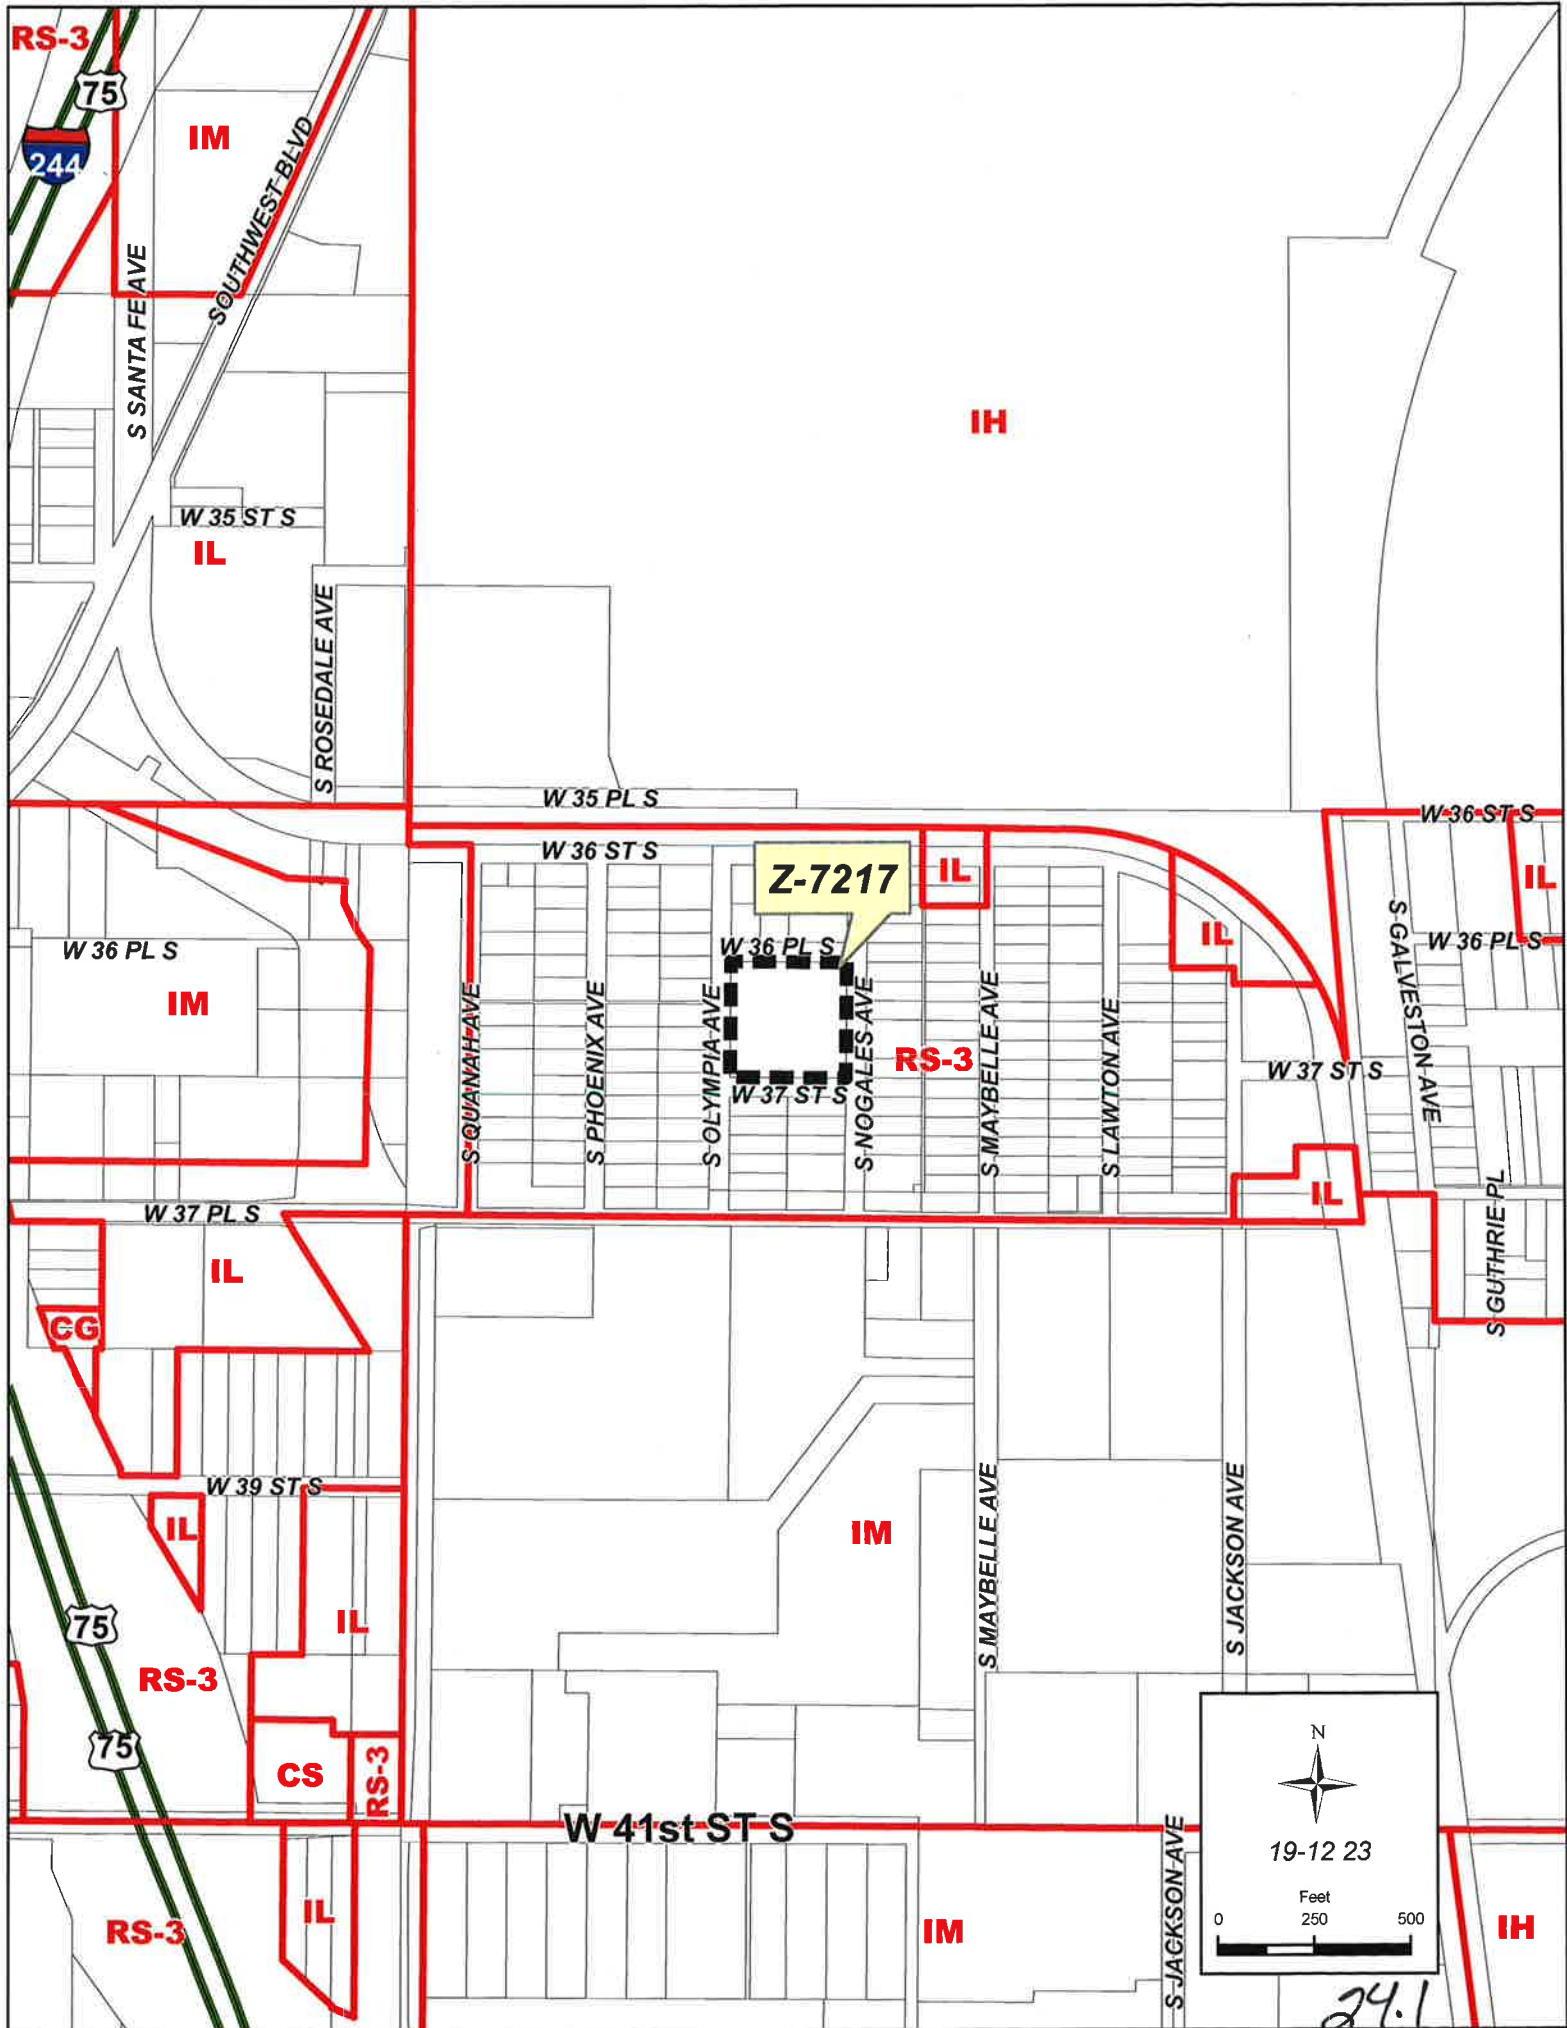 RS-3
75
IM
244
SOUTHWEST BLVD
S SANTA FE AVE
IH
W 35 ST S
IL
S ROSEDALE AVE
W 35 PL S
W 36 ST S
W 36 ST S
Z-7217
IL
IL
W 36 PL S
W 36 PL S
IL
W 36 PL S
S GALVESTON AVE
IM
S QUANAH AVE
S PHOENIX AVE
S OLYMPIA AVE
S NOGALES AVE
RS-3
S MAYBELLE AVE
S LAWTON AVE
W 37 ST S
W 37 ST S
W 37 PL S
IL
S GUTHRIE PL
IL
CG
W 39 ST S
IL
IM
S MAYBELLE AVE
S JACKSON AVE
75
IL
RS-3
75
CS
RS-3
N
W 41st ST S
19-12 23
Feet
0 250 500
S JACKSON AVE
IL
RS-3
IM
IH
24.1